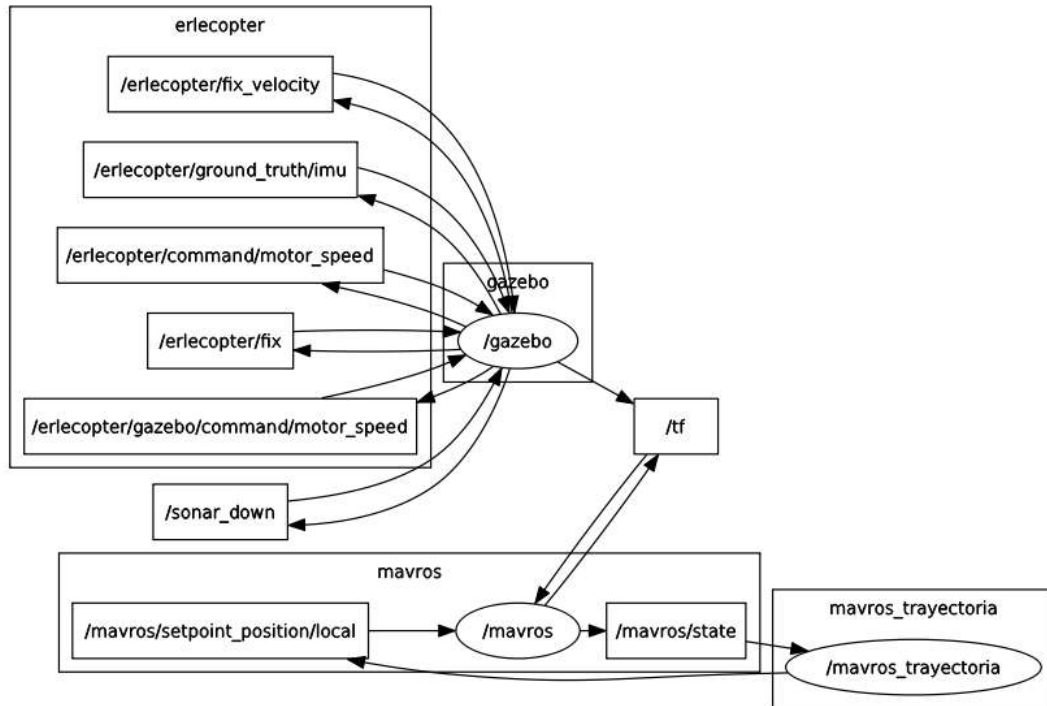 erlecopter
/erlecopter/fix_velocity
/erlecopter/ground_truth/imu
/erlecopter/command/motor_speed
gazebo
/erlecopter/fix
/gazebo
/erlecopter/gazebo/command/motor_speed
/tf
/sonar_down
mavros
mavros_trayectoria
/mavros/setpoint_position/local
/mavros
/mavros/state
/mavros_trayectoria